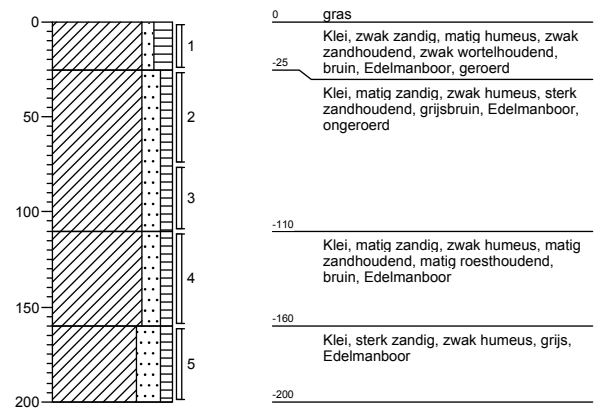 0
50
100
150
200
1
2
3
4
5
0
gras
Klei, zwak zandig, matig humeus, zwak
zandhoudend, zwak wortelhoudend,
bruin, Edelmanboor, geroerd
-25
Klei, matig zandig, zwak humeus, sterk
zandhoudend, grijsbruin, Edelmanboor,
ongeroerd
-110
Klei, matig zandig, zwak humeus, matig
zandhoudend, matig roesthoudend,
bruin, Edelmanboor
-160
Klei, sterk zandig, zwak humeus, grijs,
Edelmanboor
-200